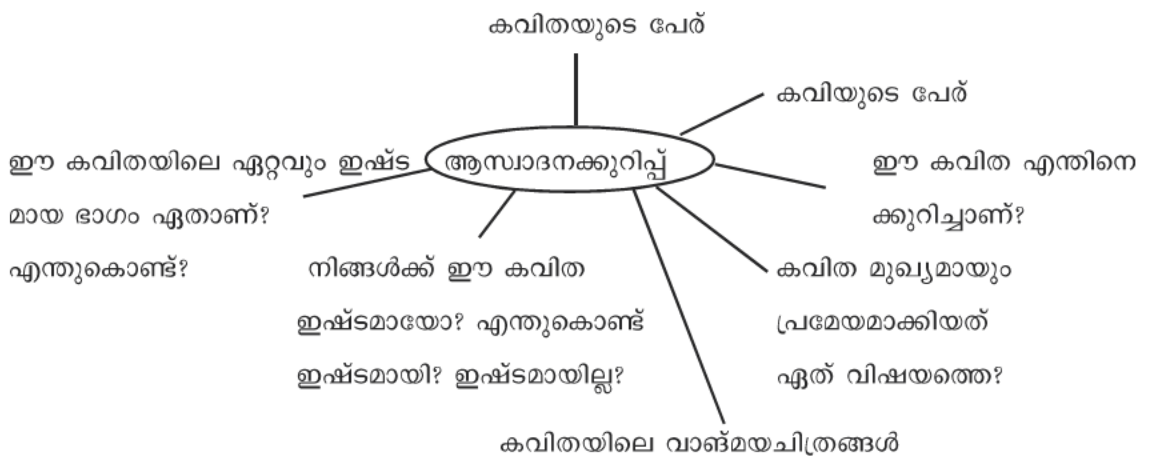 കവിതയുടെ പേര്
കവിയുടെ പേര്
ആസ്വാദനക്കുറിപ്പ്
ഈ കവിത എന്തിനെ
ക്കുറിച്ചാണ്?
കവിത മുഖ്യമായും
പ്രമേയമാക്കിയത്
ഏത് വിഷയത്തെ?
കവിതയിലെ വാങ്മയചിത്രങ്ങൾ
നിങ്ങൾക്ക് ഈ കവിത
ഇഷ്ടമായോ? എന്തുകൊണ്ട്
ഇഷ്ടമായി? ഇഷ്ടമായില്ല?
ഈ കവിതയിലെ ഏറ്റവും ഇഷ്ട
മായ ഭാഗം ഏതാണ്?
എന്തുകൊണ്ട്?